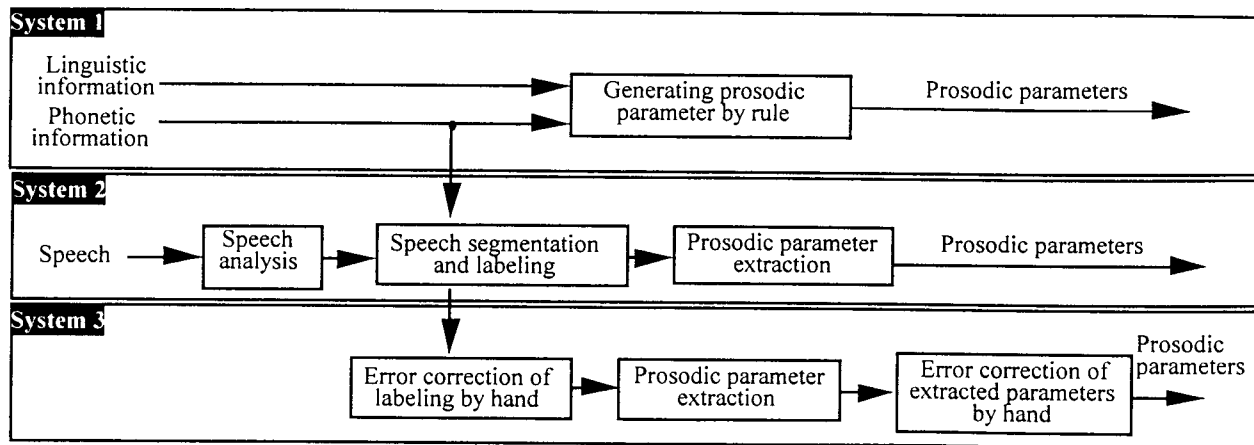 System 1
Linguistic
information
Phonetic
information
Generating prosodic
parameter by rule
Prosodic parameters
System 2
Speech
Speech
analysis
Speech segmentation
and labeling
Prosodic parameter
extraction
Prosodic parameters
System 3
Error correction of
labeling by hand
Prosodic parameter
extraction
Error correction of
extracted parameters
by hand
Prosodic
parameters